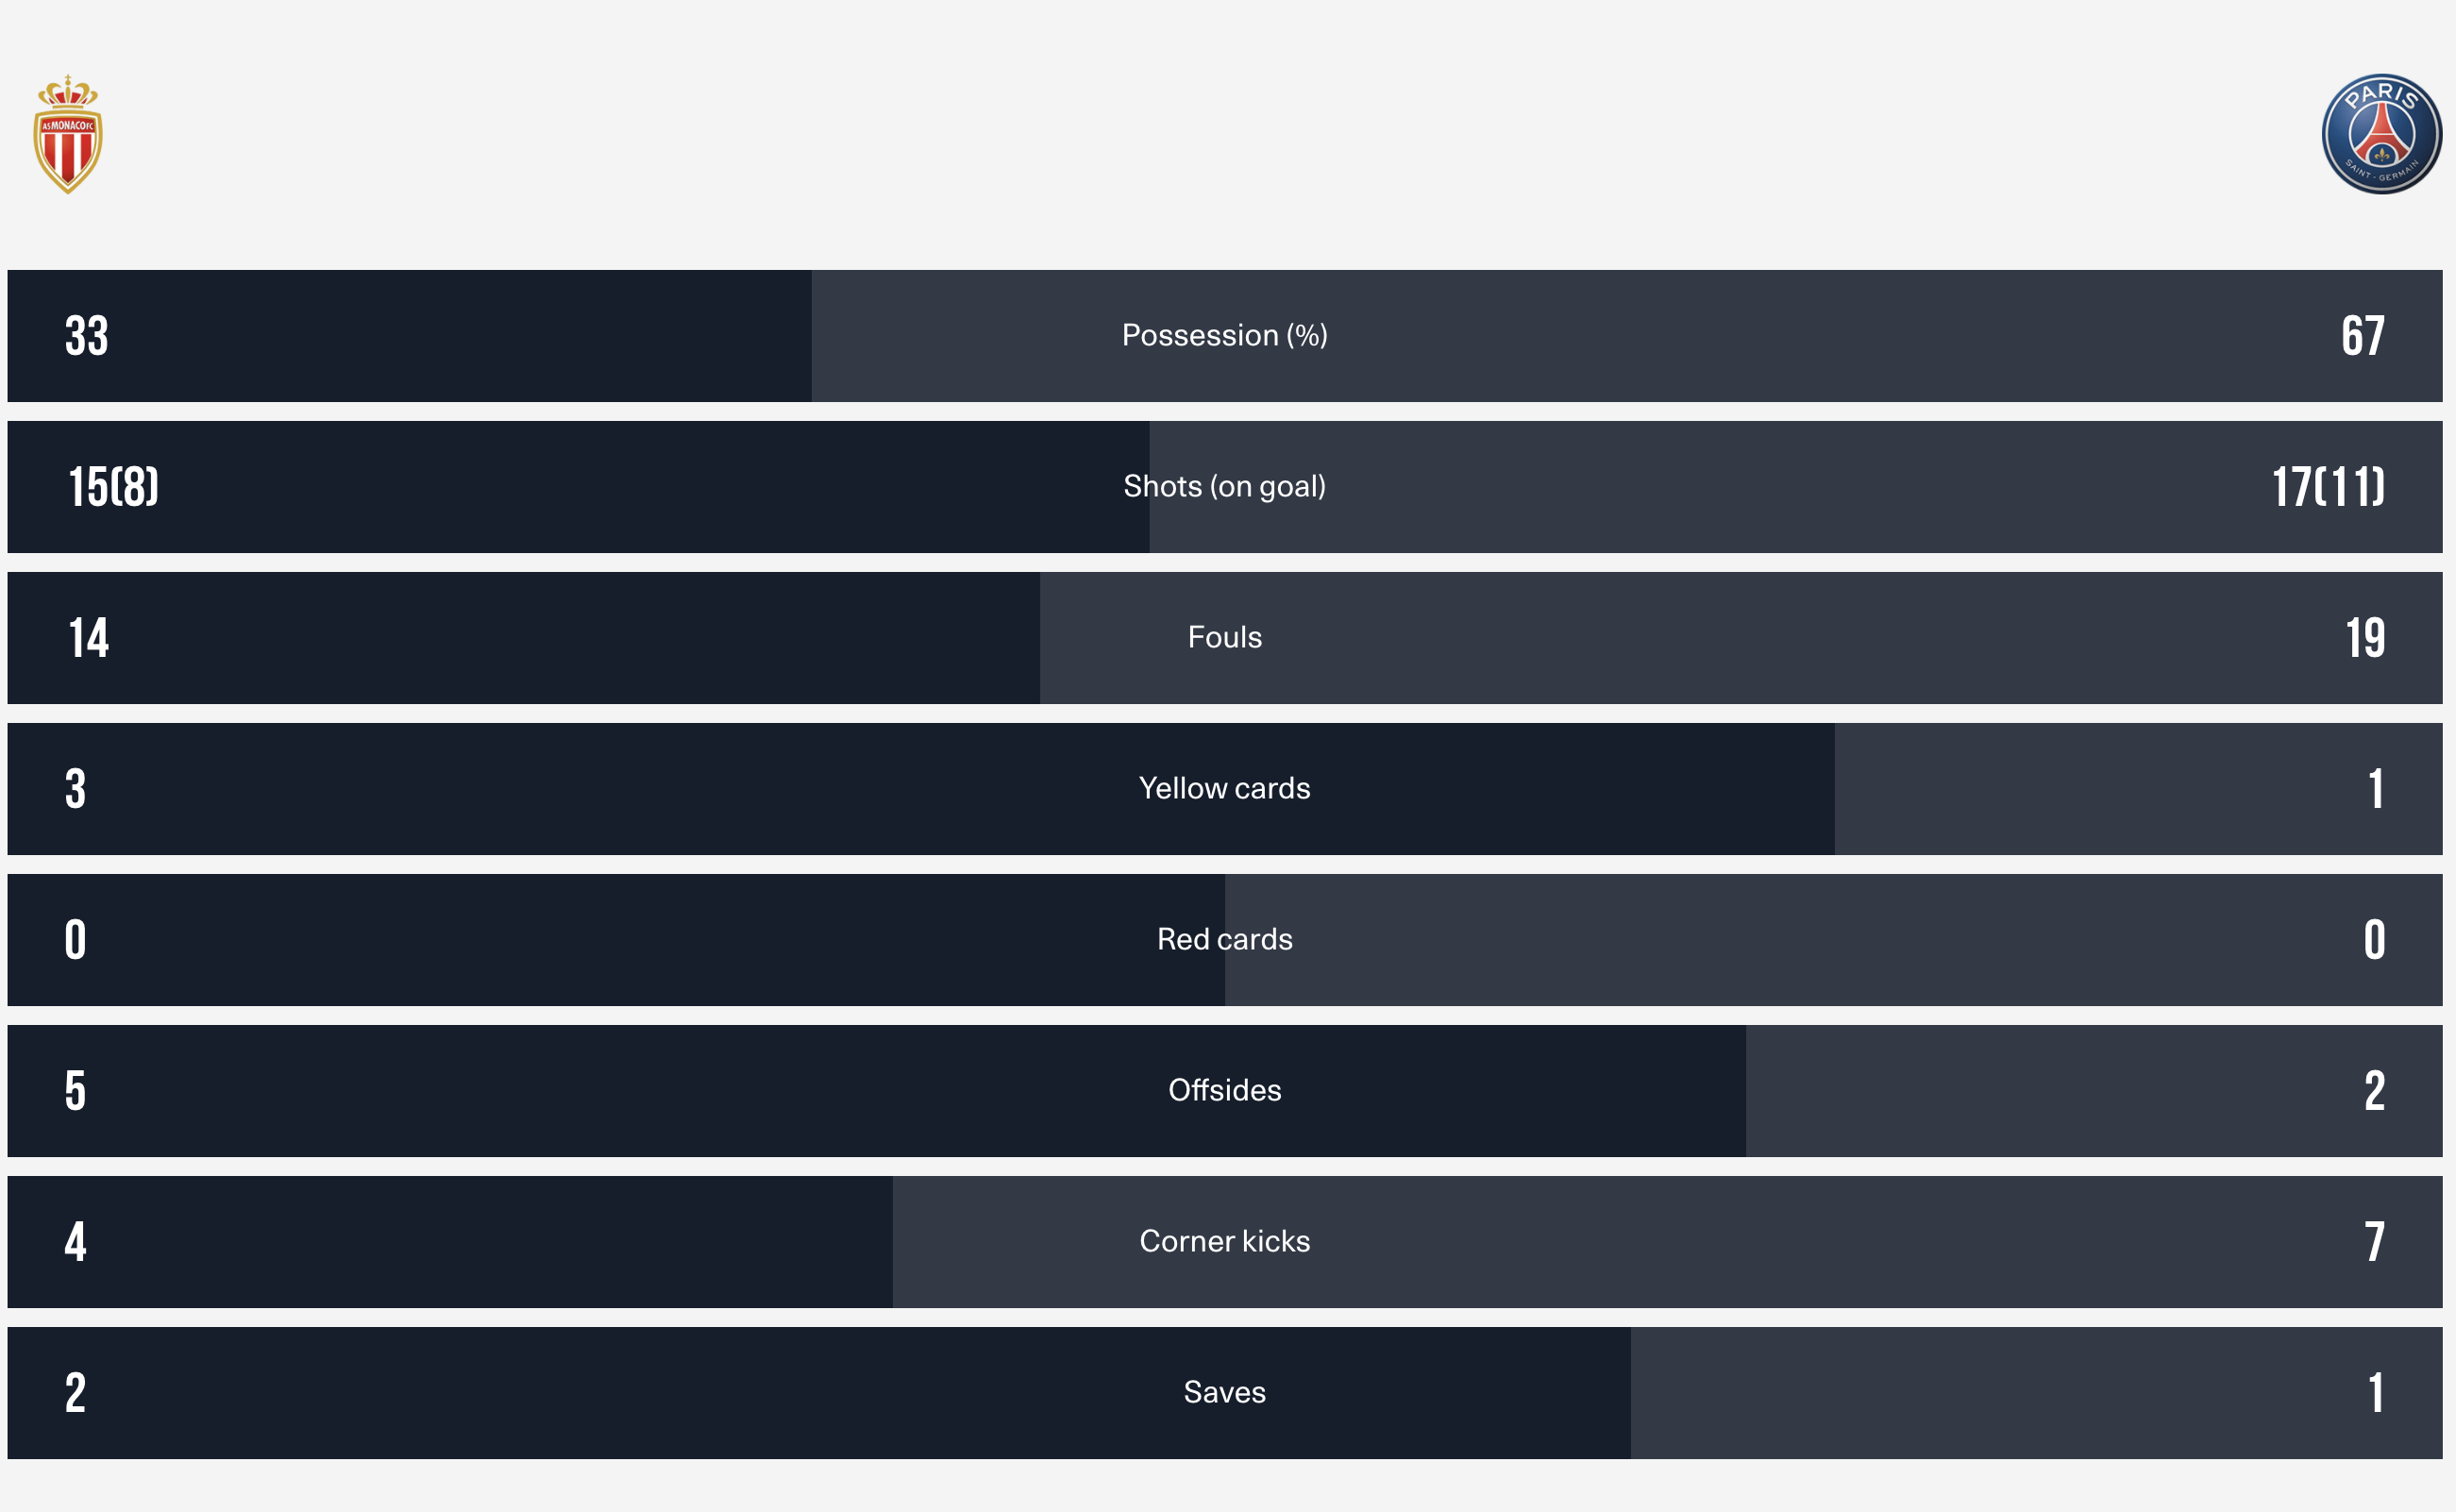 AS MONACO FC
PARIS
SAINT - GERMAIN
33 Possession (%) 67
15(8) Shots (on goal) 17(11)
14 Fouls 19
3 Yellow cards 1
0 Red cards 0
5 Offsides 2
4 Corner kicks 7
2 Saves 1